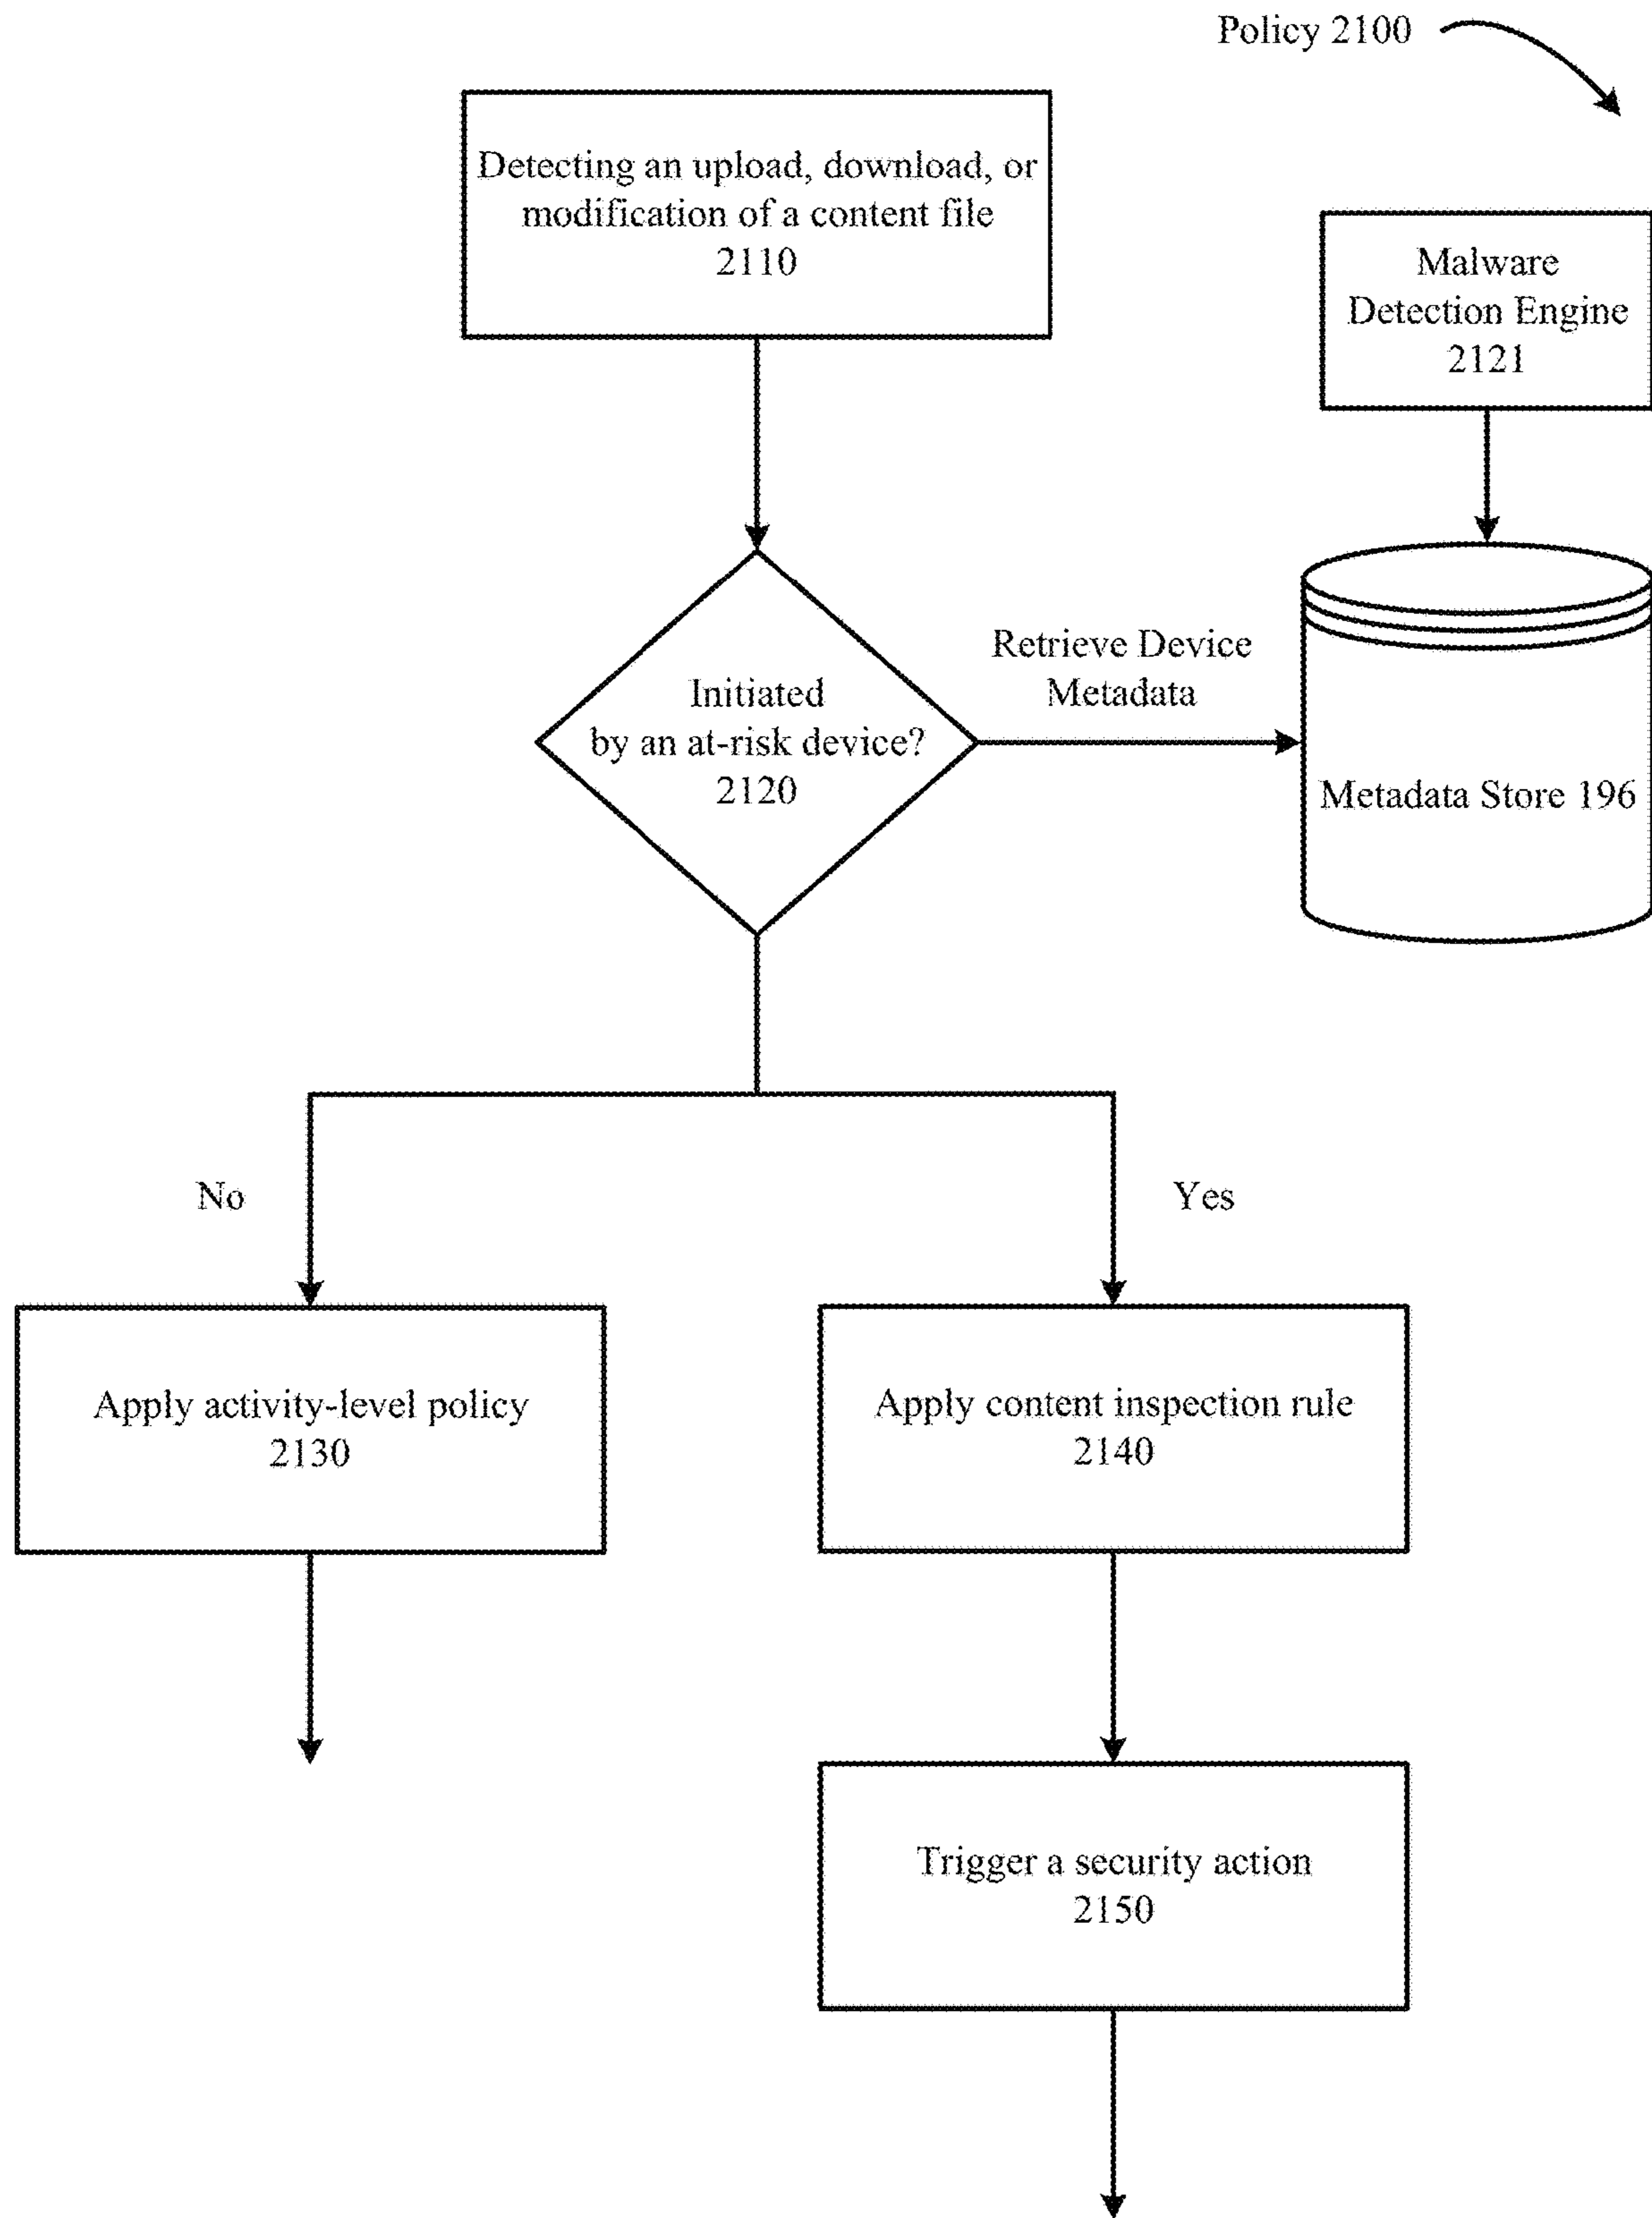 Policy 2100
Detecting an upload, download, or
modification of a content file
2110
Malware
Detection Engine
2121
Retrieve Device
Metadata
Initiated
by an at-risk device?
2120
Metadata Store 196
No
Yes
Apply activity-level policy
2130
Apply content inspection rule
2140
Trigger a security action
2150